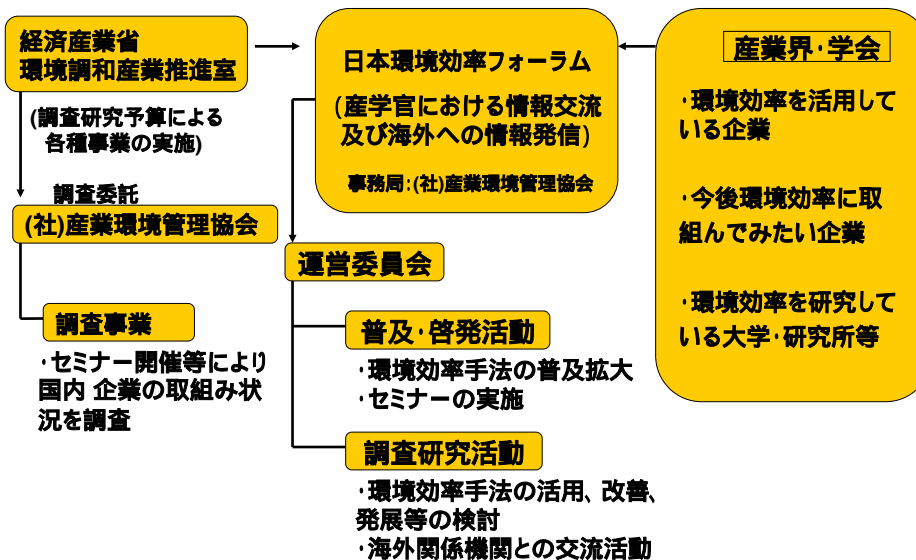 経済産業省
環境調和産業推進室
(調査研究予算による
各種事業の実施)
調査委託
(社)産業環境管理協会
調査事業
・セミナー開催等により
国内 企業の取組み状
況を調査
日本環境効率フォーラム
(産学官における情報交流
及び海外への情報発信)
事務局:(社)産業環境管理協会
運営委員会
普及・啓発活動
・環境効率手法の普及拡大
・セミナーの実施
調査研究活動
・環境効率手法の活用、改善、
発展等の検討
・海外関係機関との交流活動
産業界・学会
・環境効率を活用して
いる企業
・今後環境効率に取
組んでみたい企業
・環境効率を研究して
いる大学・研究所等